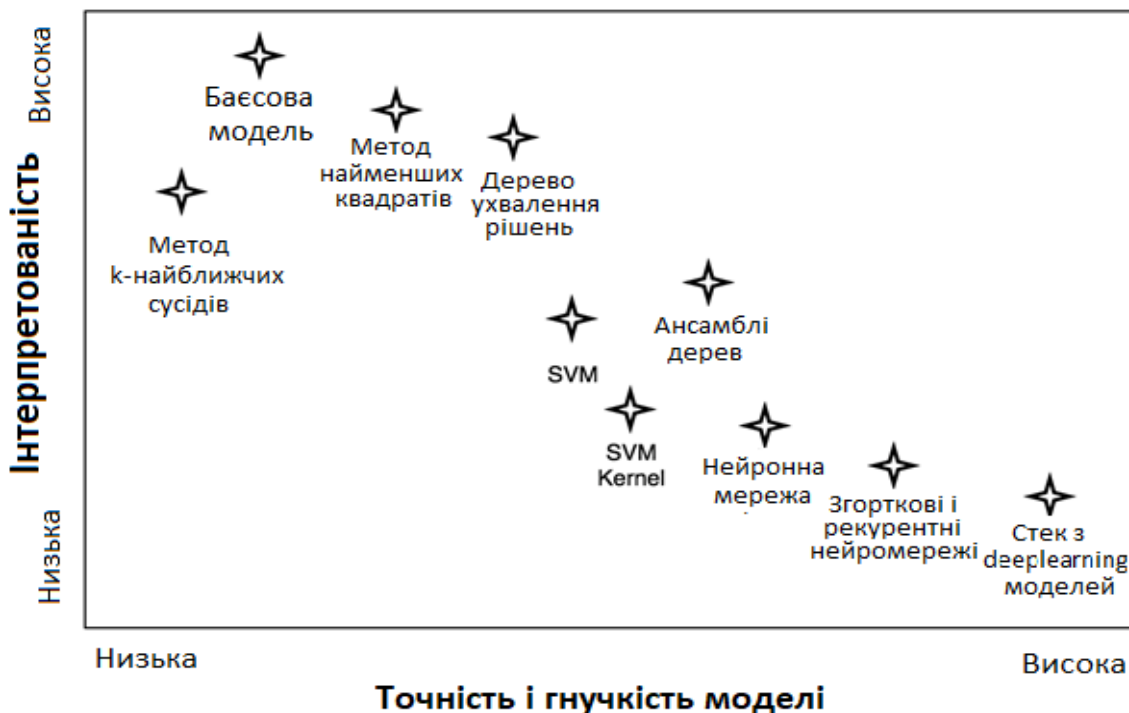 Висока
Інтерпретованість
Низька
Баєсова
модель
Метод
найменших
квадратів
Дерево
ухвалення
рішень
Метод
k-найближчих
сусідів
SVM
Ансамблі
дерев
SVM
Kernel
Нейронна
мережа
Згорткові і
рекурентні
нейромережі
Стек з
deeplearning
моделей
Низька
Висока
Точність і гнучкість моделі